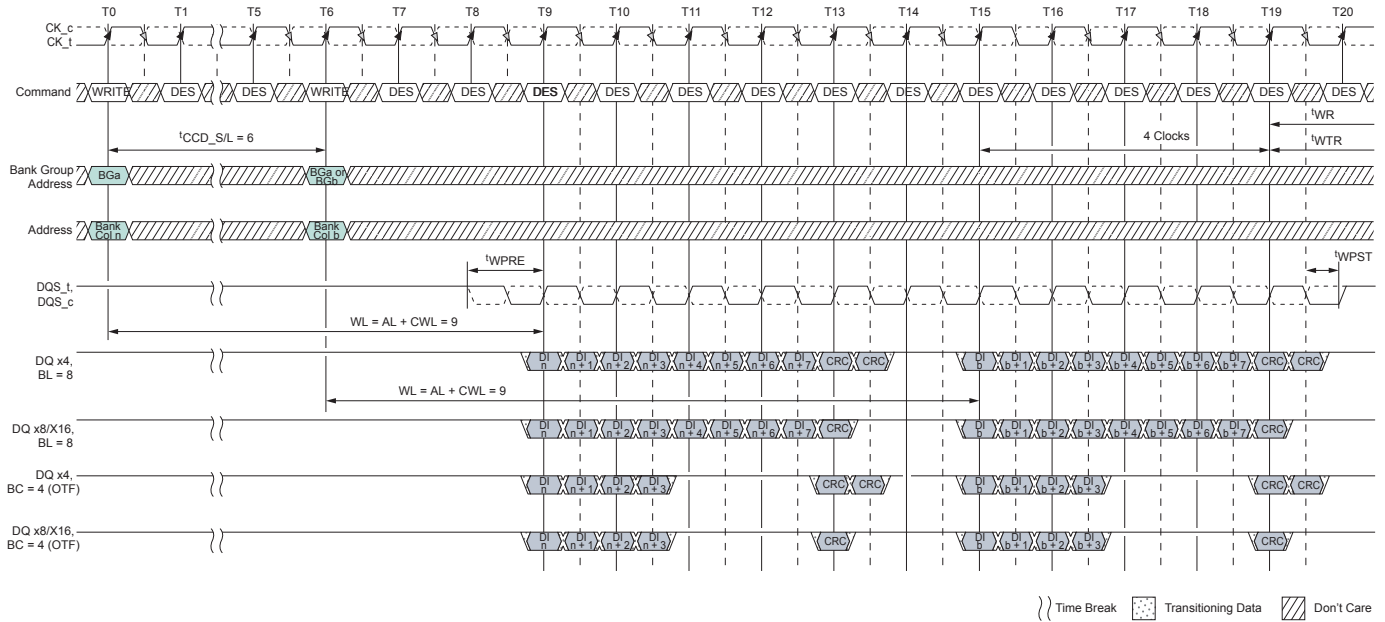 T0 T1 T5 T6 T7 T8 T9 T10 T11 T12 T13 T14 T15 T16 T17 T18 T19 T20
CK_c
CK_t
Command WRITE DES DES WRITE DES DES DES DES DES DES DES DES DES DES DES DES DES DES
tWR
tCCD_S/L = 6
4 Clocks
tWTR
Bank Group
Address
BGa
BGa or
BGb
Address
Bank
Col n
Bank
Col b
tWPRE
tWPST
DQS_t,
DQS_c
WL = AL + CWL = 9
DQ x4,
BL = 8
DI DI DI DI DI DI DI DI
n n + 1 n + 2 n + 3 n + 4 n + 5 n + 6 n + 7 CRC CRC
DI DI DI DI DI DI DI DI
b b + 1 b + 2 b + 3 b + 4 b + 5 b + 6 b + 7 CRC CRC
WL = AL + CWL = 9
DQ x8/X16,
BL = 8
DI DI DI DI DI DI DI DI
n n + 1 n + 2 n + 3 n + 4 n + 5 n + 6 n + 7 CRC
DI DI DI DI DI DI DI DI
b b + 1 b + 2 b + 3 b + 4 b + 5 b + 6 b + 7 CRC
DQ x4,
BC = 4 (OTF)
DI DI DI DI
n n + 1 n + 2 n + 3 CRC CRC
DI DI DI DI
b b + 1 b + 2 b + 3 CRC CRC
DQ x8/X16,
BC = 4 (OTF)
DI DI DI DI
n n + 1 n + 2 n + 3 CRC
DI DI DI DI
b b + 1 b + 2 b + 3 CRC
Time Break Transitioning Data Don't Care